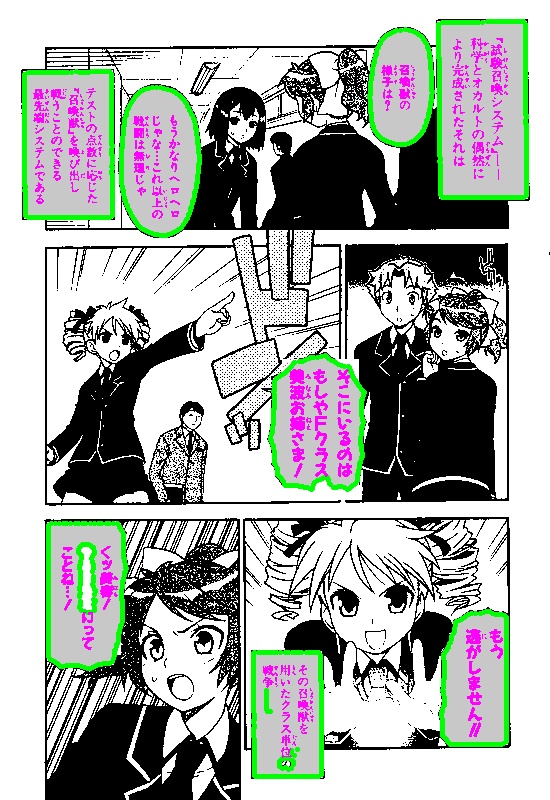 『試験召喚システム』――
科学とオカルトの偶然に
より完成されたそれは
召喚獣の
様子は？
もうかなりヘロヘロ
じゃな…これ以上の
戦闘は無理じゃ
テストの点数に応じた
『召喚獣』を喚び出し
戦うことのできる
最先端システムである
そこにいるのは
もしやFクラス
美波お姉さま！
もう
逃がしません!!
その召喚獣を
用いたクラス単位の
戦争―
くッ美春！
って
ことね…！